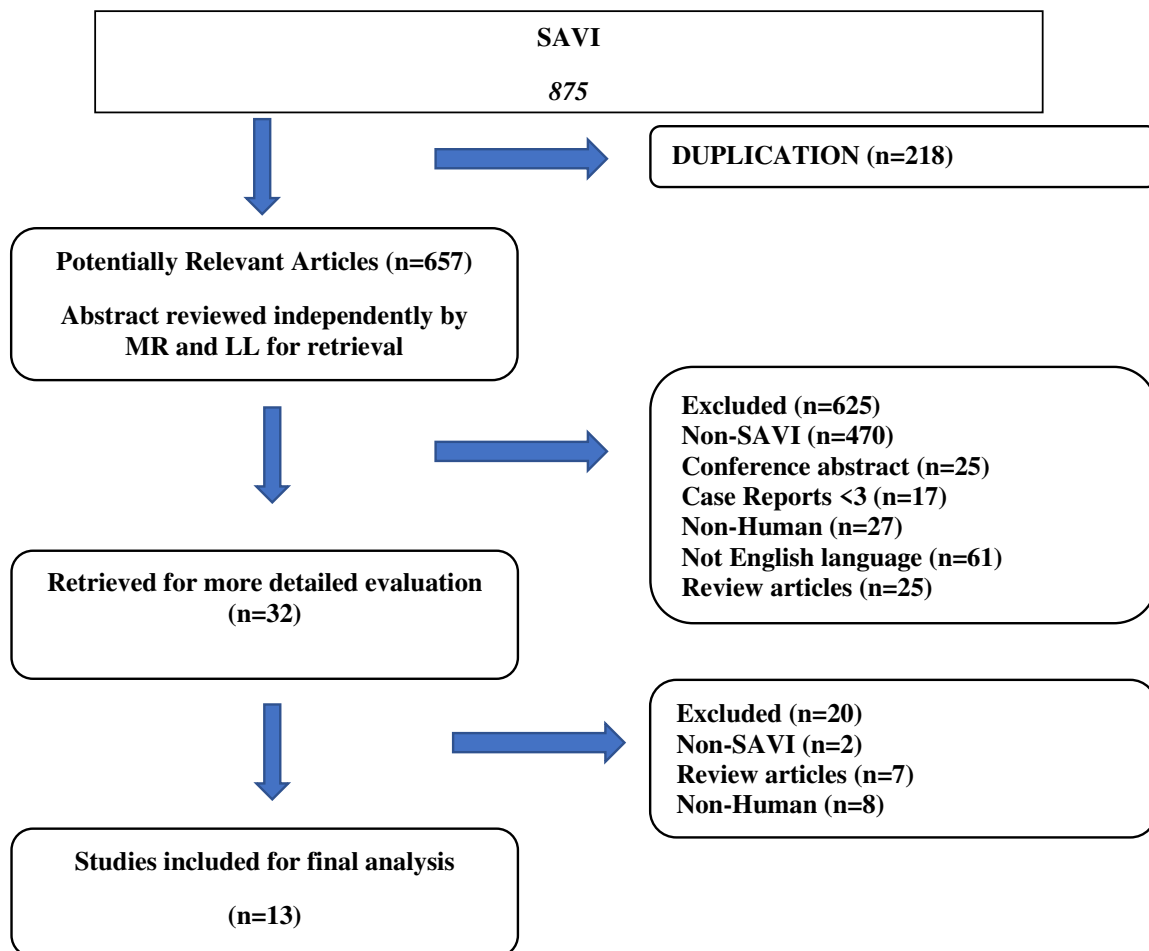 SAVI
875
DUPLICATION (n=218)
Potentially Relevant Articles (n=657)
Abstract reviewed independently by
MR and LL for retrieval
Excluded (n=625)
Non-SAVI (n=470)
Conference abstract (n=25)
Case Reports <3 (n=17)
Non-Human (n=27)
Not English language (n=61)
Review articles (n=25)
Retrieved for more detailed evaluation
(n=32)
Excluded (n=20)
Non-SAVI (n=2)
Review articles (n=7)
Non-Human (n=8)
Studies included for final analysis
(n=13)